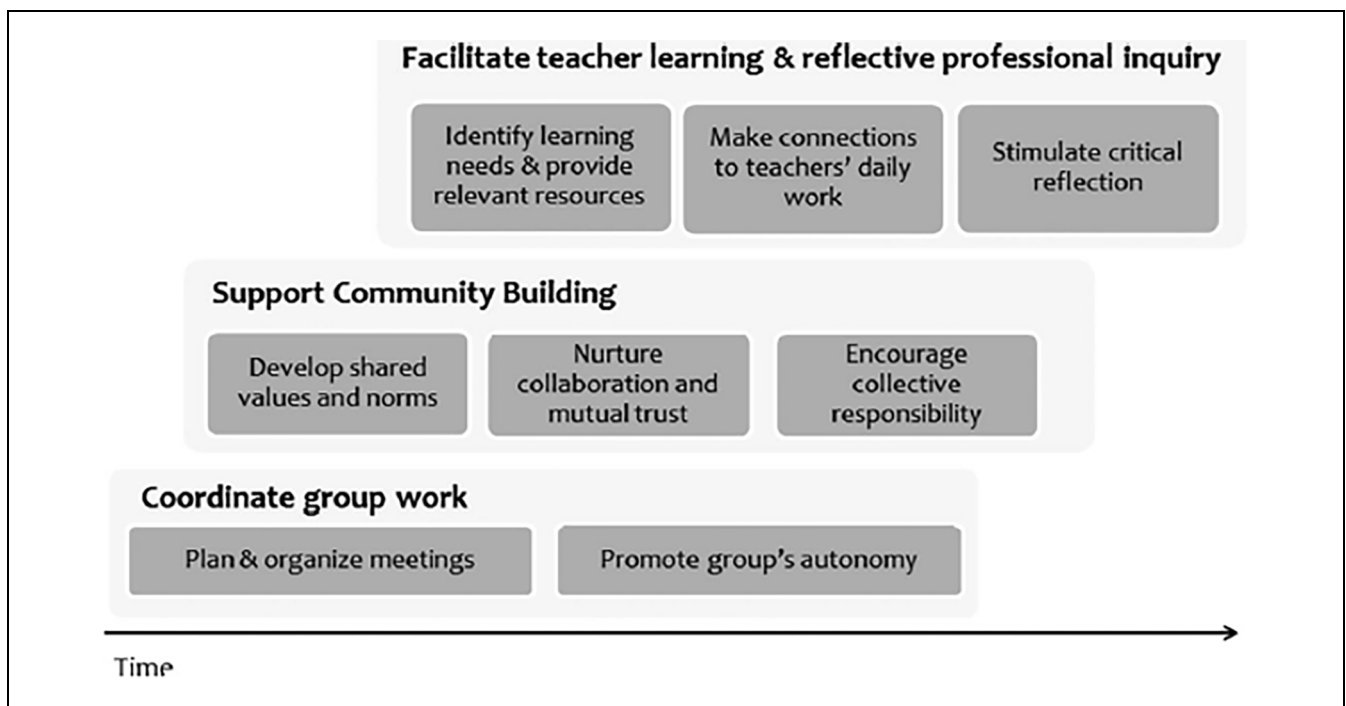 Facilitate teacher learning & reflective professional inquiry
Identify learning
needs & provide
relevant resources
Make connections
to teachers' daily
work
Stimulate critical
reflection
Support Community Building
Develop shared
values and norms
Nurture
collaboration and
mutual trust
Encourage
collective
responsibility
Coordinate group work
Plan & organize meetings
Promote group's autonomy
Time